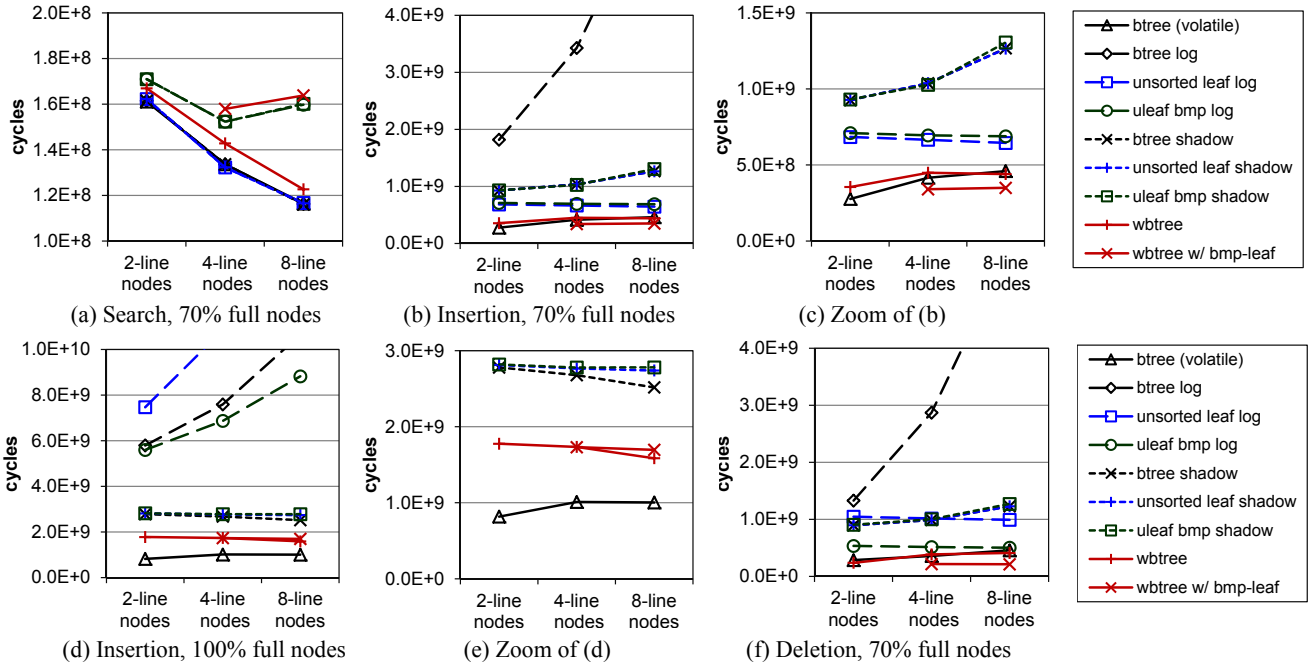 2.0E+8
1.8E+8
1.6E+8
1.4E+8
1.2E+8
1.0E+8
cycles
2-line nodes
4-line nodes
8-line nodes
(a) Search, 70% full nodes
4.0E+9
3.0E+9
2.0E+9
1.0E+9
0.0E+0
cycles
2-line nodes
4-line nodes
8-line nodes
(b) Insertion, 70% full nodes
1.5E+9
1.0E+9
5.0E+8
0.0E+0
cycles
2-line nodes
4-line nodes
8-line nodes
(c) Zoom of (b)
btree (volatile)
btree log
unsorted leaf log
uleaf bmp log
btree shadow
unsorted leaf shadow
uleaf bmp shadow
wbtree
wbtree w/ bmp-leaf
1.0E+10
8.0E+9
6.0E+9
4.0E+9
2.0E+9
0.0E+0
cycles
2-line nodes
4-line nodes
8-line nodes
(d) Insertion, 100% full nodes
3.0E+9
2.0E+9
1.0E+9
0.0E+0
cycles
2-line nodes
4-line nodes
8-line nodes
(e) Zoom of (d)
4.0E+9
3.0E+9
2.0E+9
1.0E+9
0.0E+0
cycles
2-line nodes
4-line nodes
8-line nodes
(f) Deletion, 70% full nodes
btree (volatile)
btree log
unsorted leaf log
uleaf bmp log
btree shadow
unsorted leaf shadow
uleaf bmp shadow
wbtree
wbtree w/ bmp-leaf